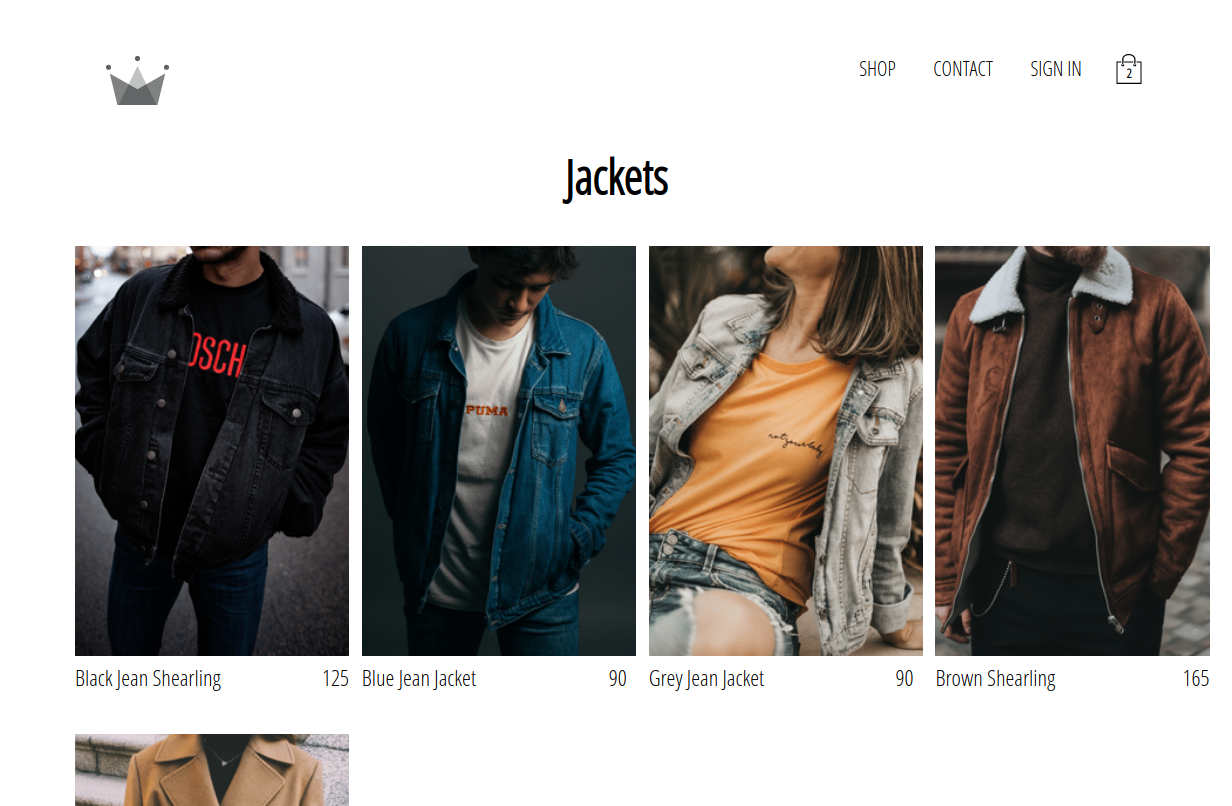 SHOP CONTACT SIGN IN 2
Jackets
OSCH
PUMA
notyourbaby
Black Jean Shearling 125 Blue Jean Jacket 90 Grey Jean Jacket 90 Brown Shearling 165